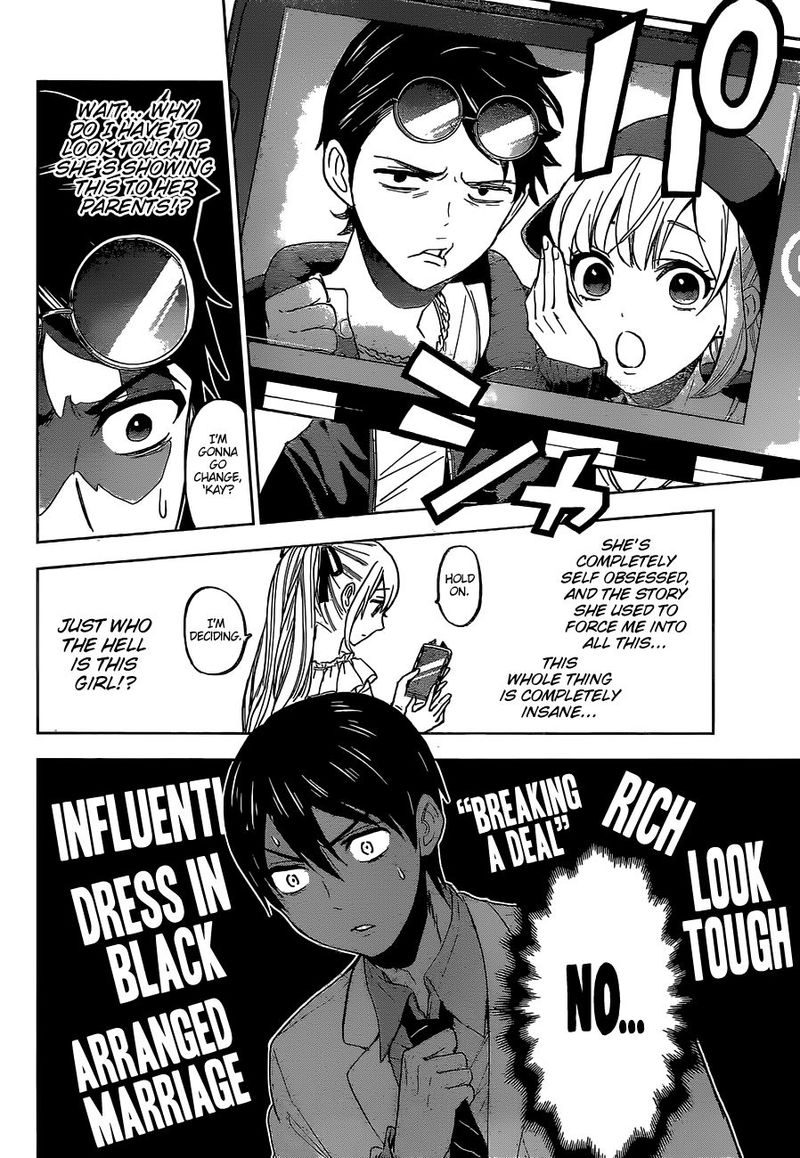 パシャ
WAIT... WHY
DO I HAVE TO
LOOK TOUGH IF
SHE'S SHOWING
THIS TO HER
PARENTS!?
I'M
GONNA
GO
CHANGE,
'KAY?
SHE'S
COMPLETELY
SELF OBSESSED,
AND THE STORY
SHE USED TO
FORCE ME INTO
ALL THIS...
THIS
WHOLE THING
IS COMPLETELY
INSANE...
HOLD
ON.
I'M
DECIDING.
JUST WHO
THE HELL
IS THIS
GIRL!?
INFLUENTI
DRESS IN
BLACK
ARRANGED
MARRIAGE
"BREAKING
A DEAL"
RICH
LOOK
TOUGH
NO...